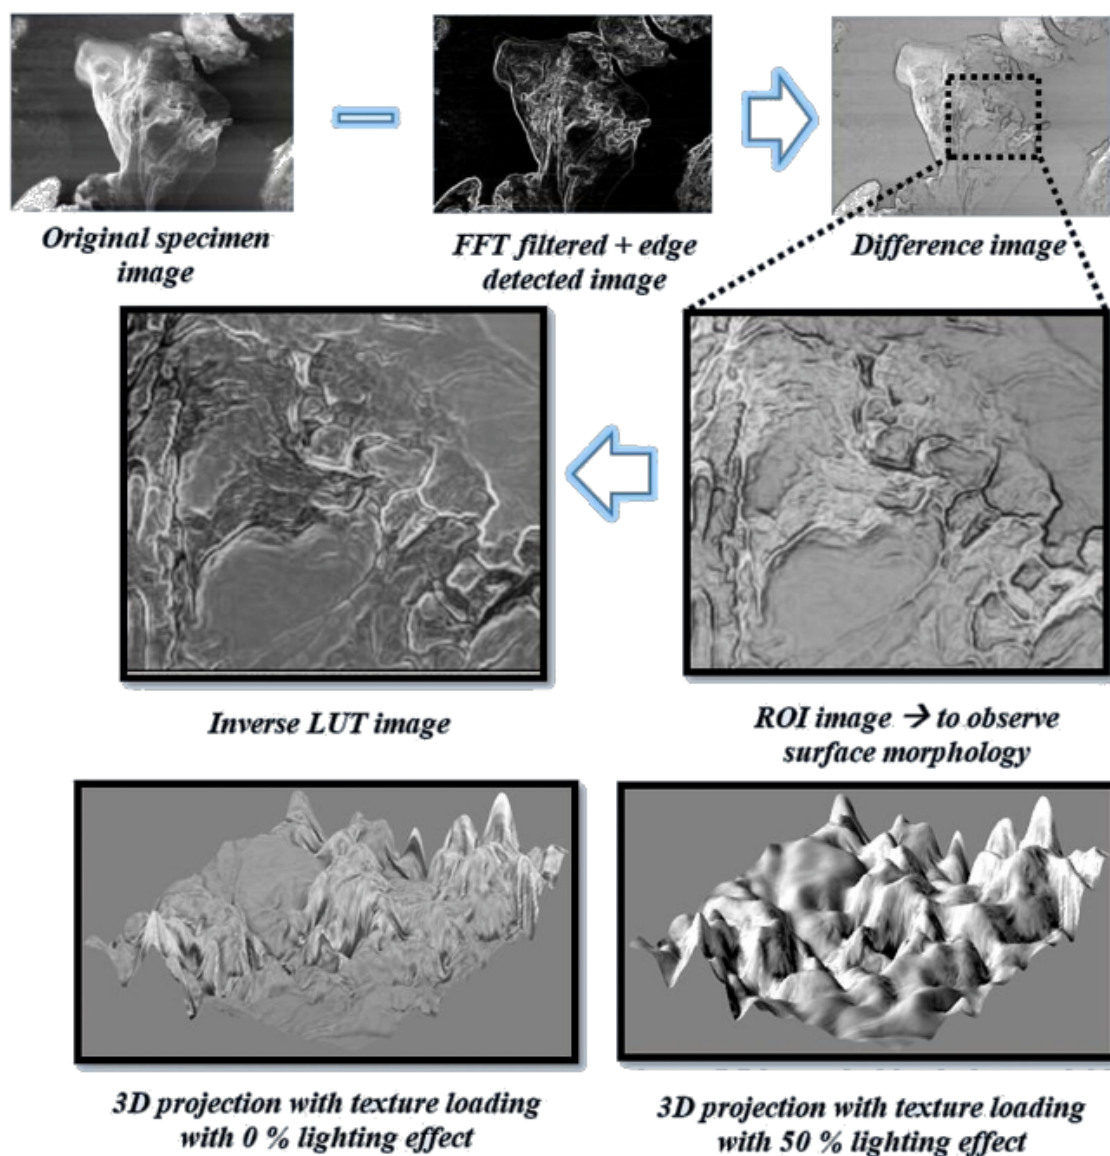 Original specimen
image
FFT filtered + edge
detected image
Difference image
Inverse LUT image
ROI image → to observe
surface morphology
3D projection with texture loading
with 0 % lighting effect
3D projection with texture loading
with 50 % lighting effect